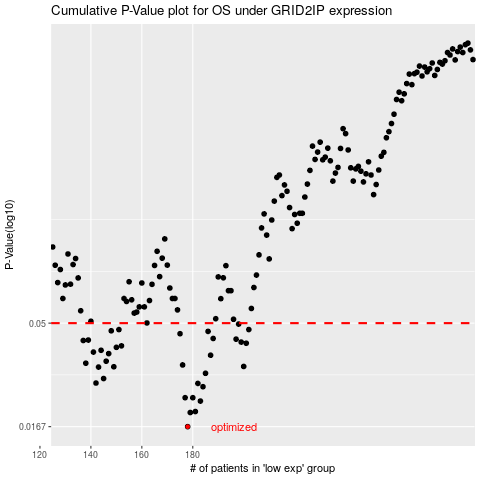 Cumulative P-Value plot for OS under GRID2IP expression
P-Value(log10)
0.05
0.0167
optimized
120 140 160 180
# of patients in 'low exp' group